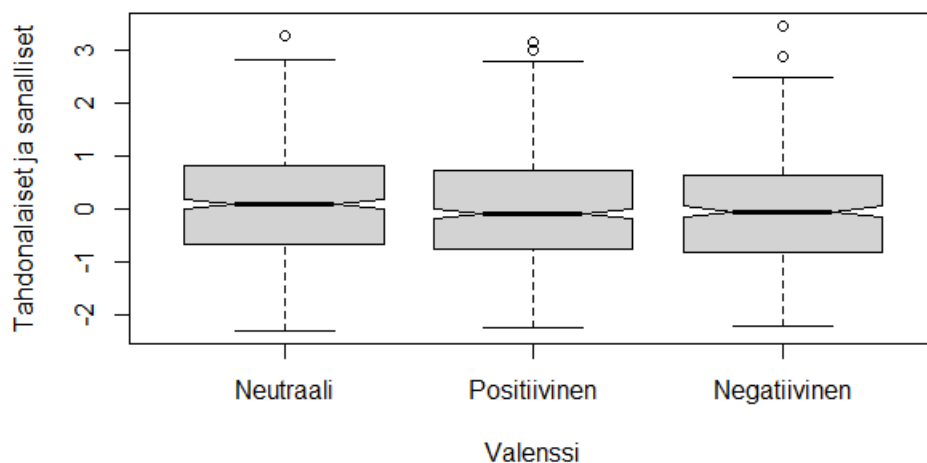 Tahdonalaiset ja sanalliset
3
2
1
0
-1
-2
Neutraali Positiivinen Negatiivinen
Valenssi